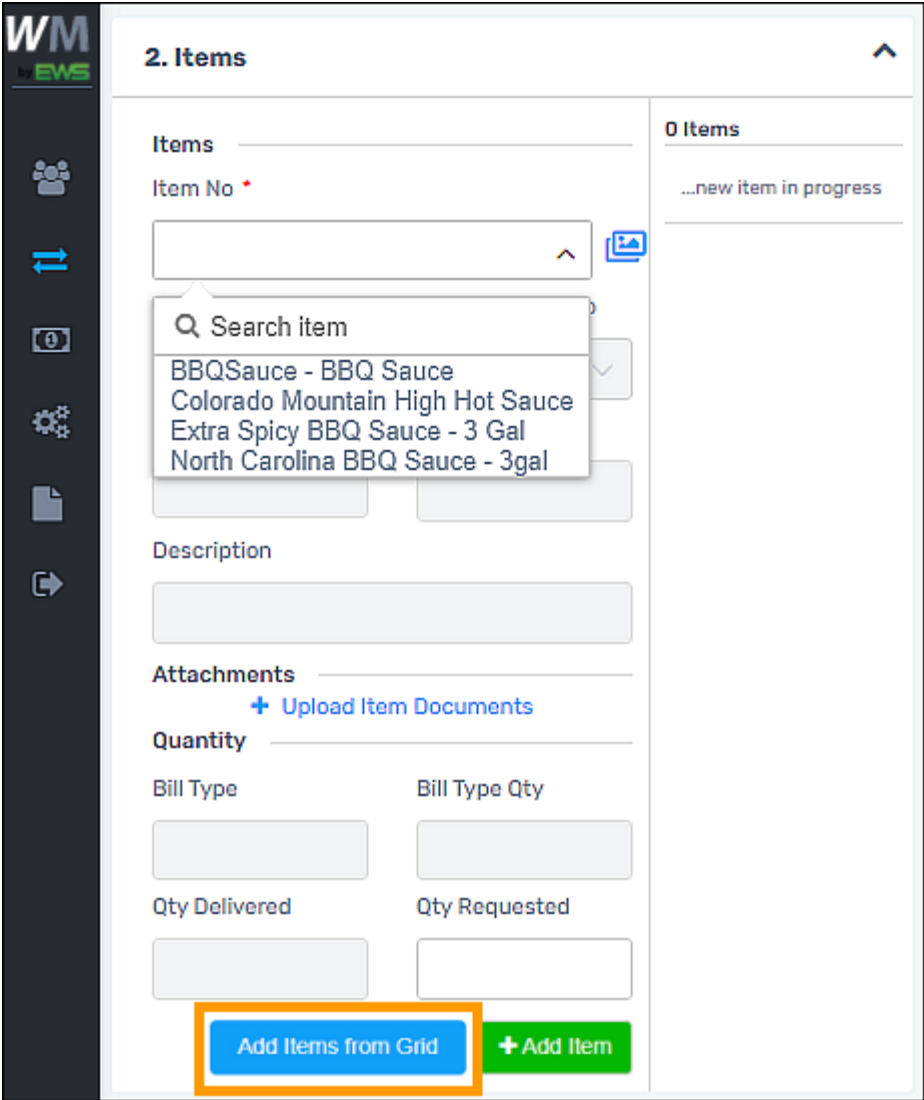 WM
by EWS
2. Items
0 Items
...new item in progress
Items
Item No *
Search item
BBQSauce - BBQ Sauce
Colorado Mountain High Hot Sauce
Extra Spicy BBQ Sauce - 3 Gal
North Carolina BBQ Sauce - 3gal
Description
Attachments
+ Upload Item Documents
Quantity
Bill Type
Bill Type Qty
Qty Delivered
Qty Requested
Add Items from Grid
+ Add Item